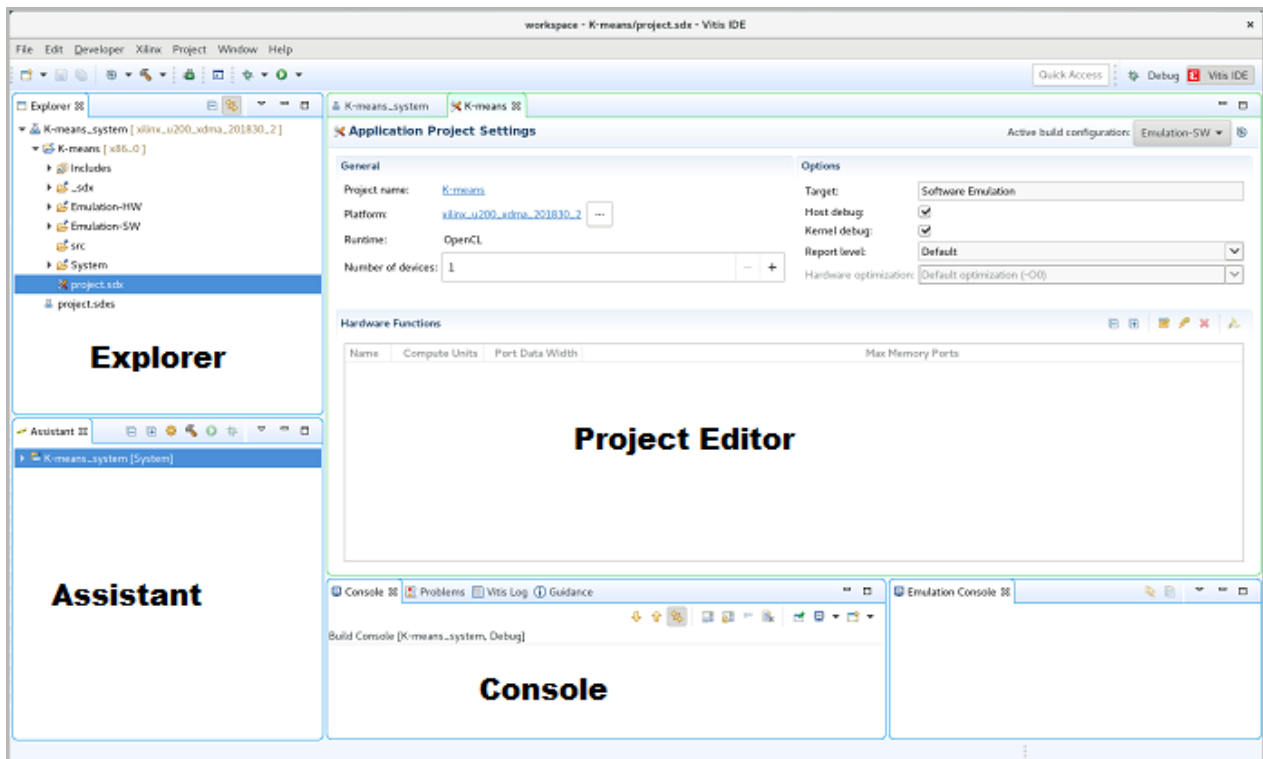 workspace - K-means/project.sdx - Vitis IDE
File Edit Developer Xilinx Project Window Help
Quick Access Debug Vitis IDE
Explorer
K-means_system [xilinx_u200_xdma_201830_2]
K-means [x86_0]
Includes
_sdx
Emulation-HW
Emulation-SW
src
System
project.sdx
project.sdxs
Explorer
Assistant
K-means_system [System]
Assistant
K-means_system K-means
Application Project Settings Active build configuration: Emulation-SW
General
Project name: K-means
Platform: xilinx_u200_xdma_201830_2 ...
Runtime: OpenCL
Number of devices: 1 - +
Options
Target: Software Emulation
Host debug:
Kernel debug:
Report level: Default
Hardware optimization: Default optimization (-O0)
Hardware Functions
Name Compute Units Port Data Width Max Memory Ports
Project Editor
Console Problems Vitis Log Guidance
Build Console [K-means_system, Debug]
Console
Emulation Console